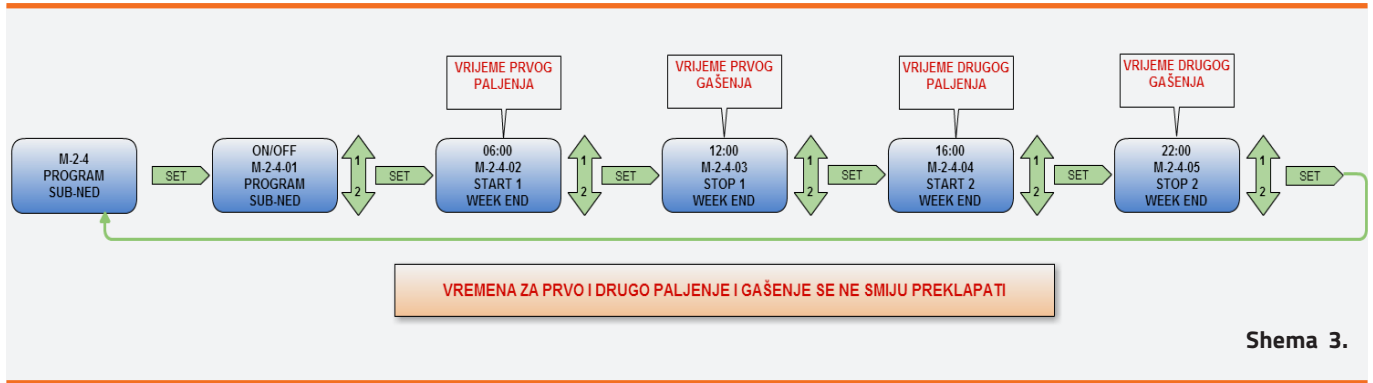 VRIJEME PRVOG
PALJENJA
VRIJEME PRVOG
GAŠENJA
VRIJEME DRUGOG
PALJENJA
VRIJEME DRUGOG
GAŠENJA
M-2-4
PROGRAM
SUB-NED
SET
ON/OFF
M-2-4-01
PROGRAM
SUB-NED
1
2
SET
06:00
M-2-4-02
START 1
WEEK END
1
2
SET
12:00
M-2-4-03
STOP 1
WEEK END
1
2
SET
16:00
M-2-4-04
START 2
WEEK END
1
2
SET
22:00
M-2-4-05
STOP 2
WEEK END
1
2
SET
VREMENA ZA PRVO I DRUGO PALJENJE I GAŠENJE SE NE SMIJU PREKLAPATI
Shema 3.